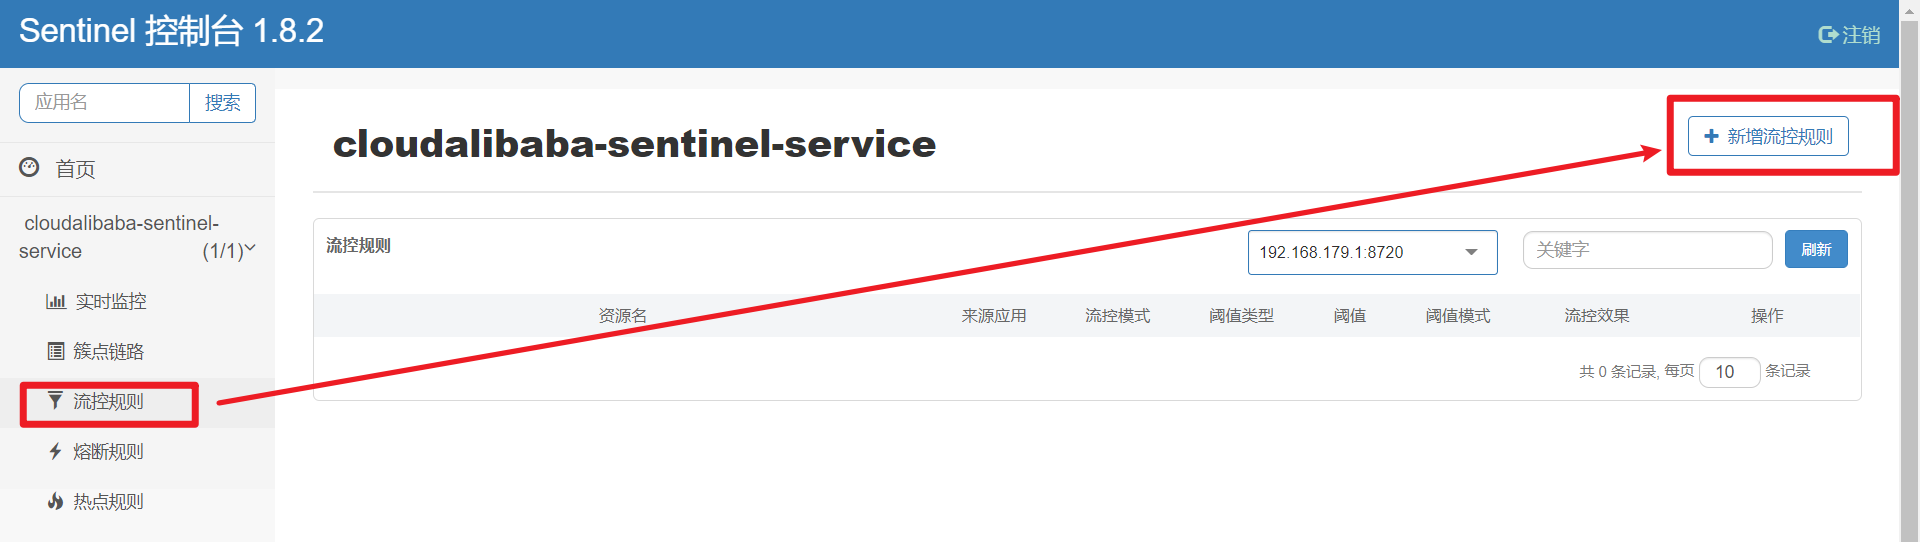 Sentinel 控制台 1.8.2
注销
应用名
搜索
首页
cloudalibaba-sentinel-
service (1/1)
实时监控
簇点链路
流控规则
熔断规则
热点规则
cloudalibaba-sentinel-service
新增流控规则
流控规则
192.168.179.1:8720
关键字
刷新
资源名 来源应用 流控模式 阈值类型 阈值 阈值模式 流控效果 操作
共 0 条记录, 每页 10 条记录